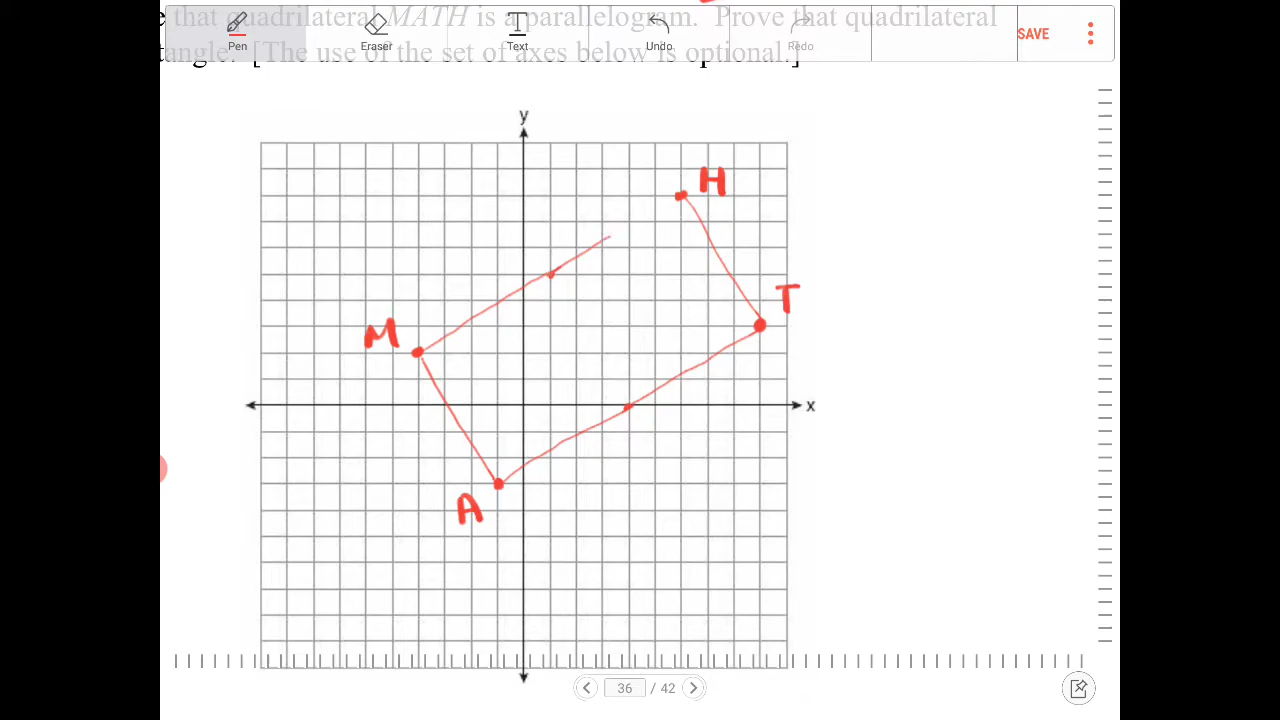 e that quadrilateral MATH is a parallelogram. Prove that quadrilateral
tangle. [The use of the set of axes below is optional.]
Pen
Eraser
Text
Undo
Redo
SAVE
y
H
T
M
x
A
36 / 42